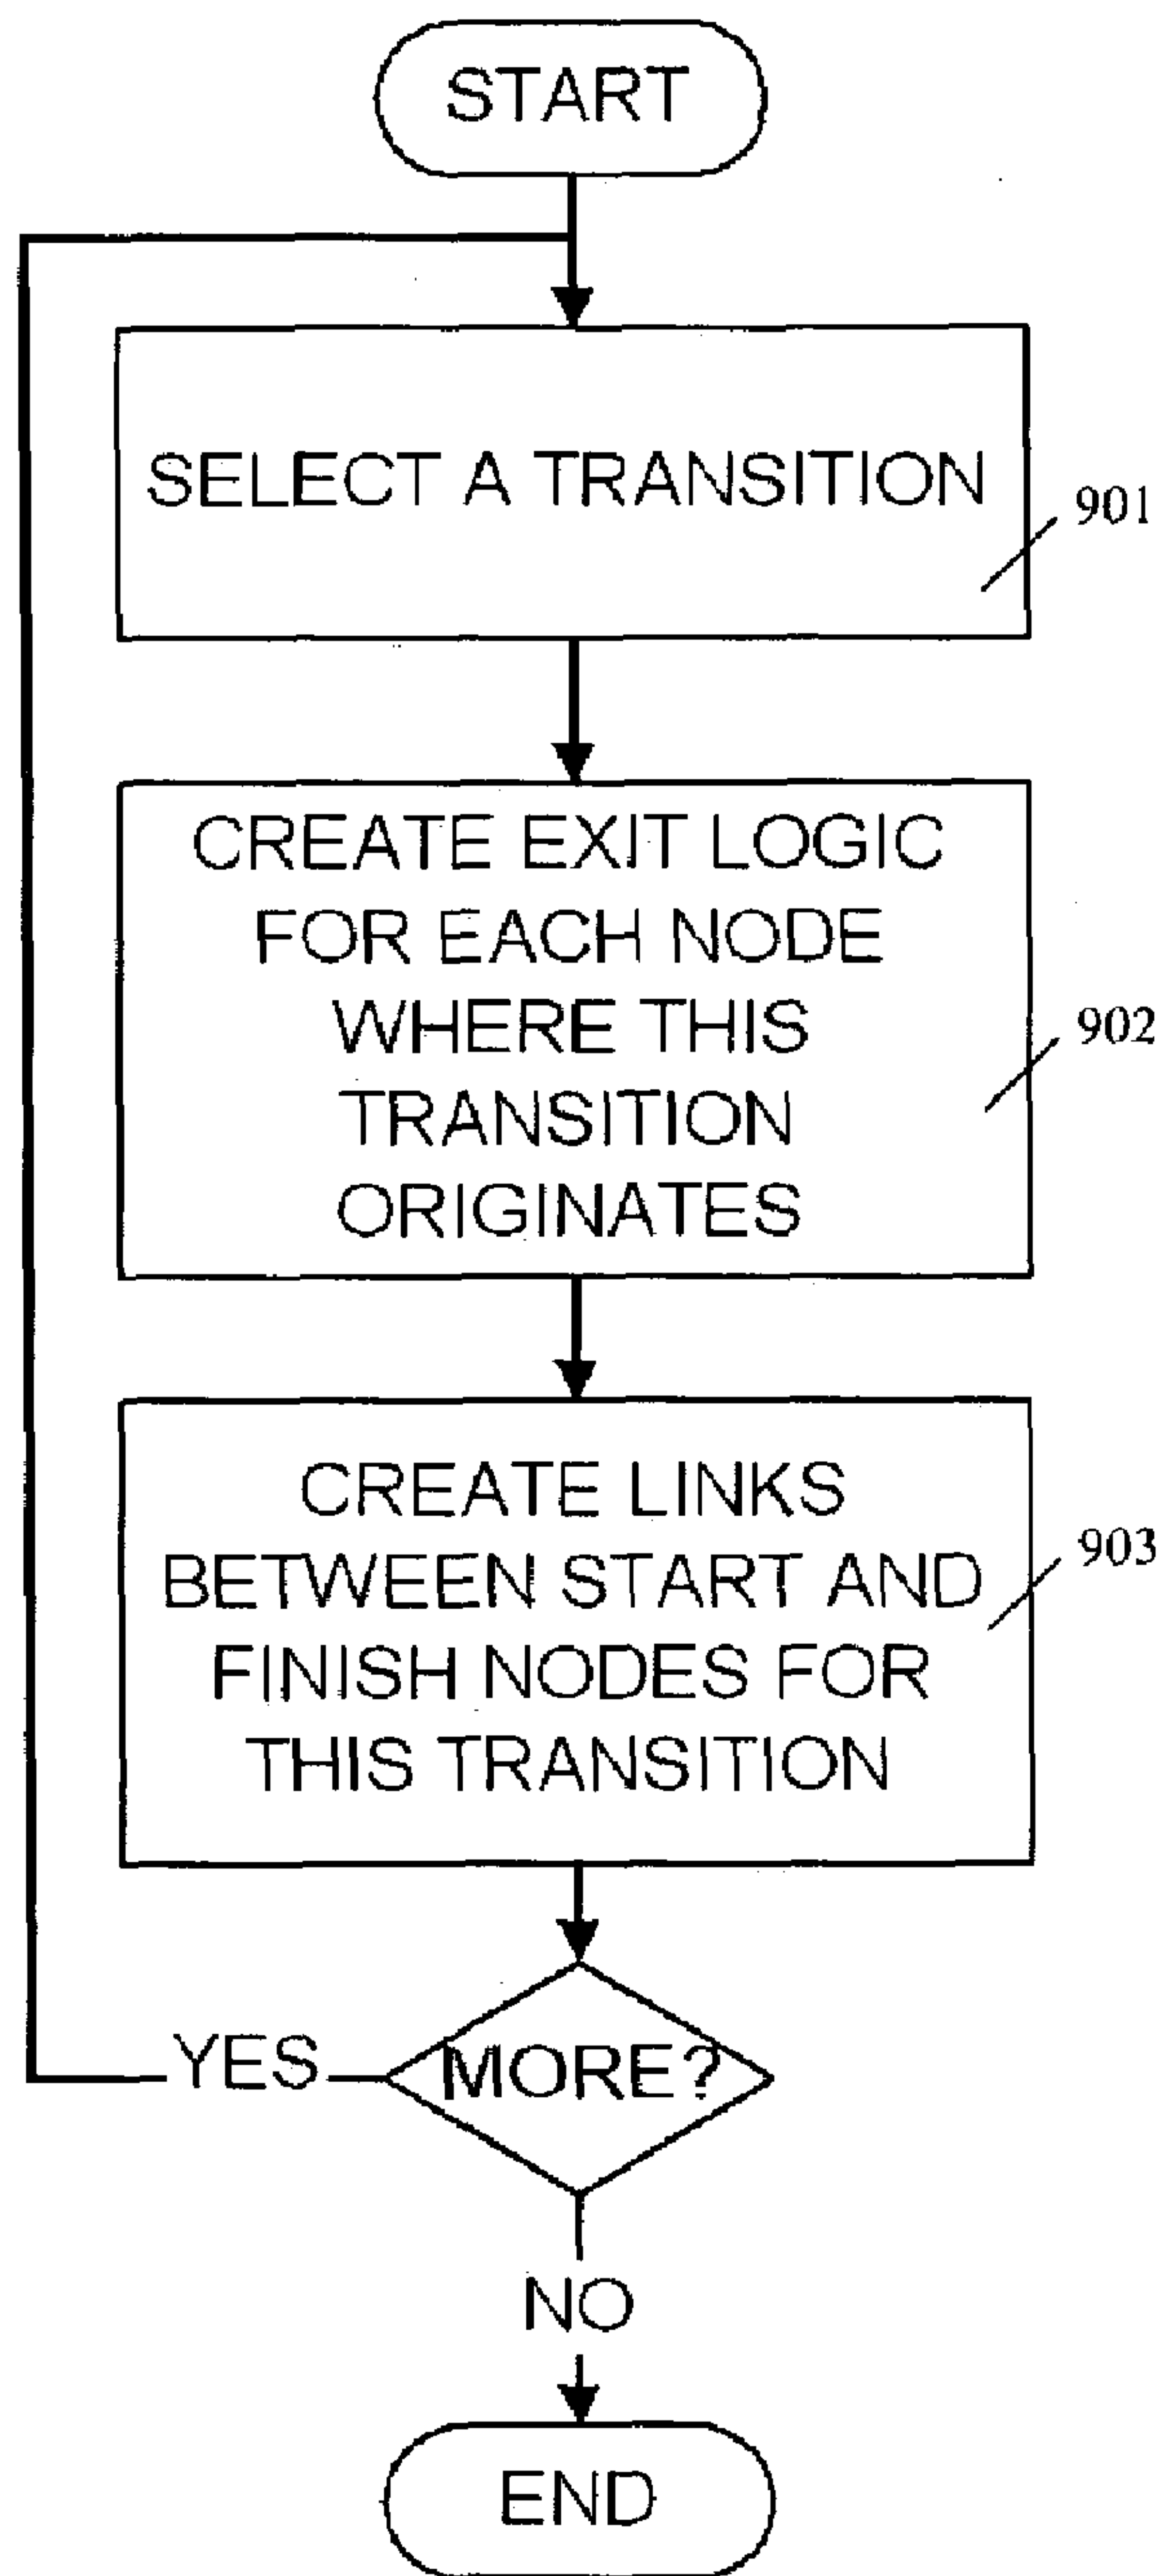 START
SELECT A TRANSITION
901
CREATE EXIT LOGIC
FOR EACH NODE
WHERE THIS
TRANSITION
ORIGINATES
902
CREATE LINKS
BETWEEN START AND
FINISH NODES FOR
THIS TRANSITION
903
YES
MORE?
NO
END